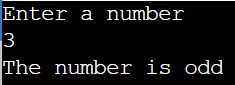 Enter a number
3
The number is odd